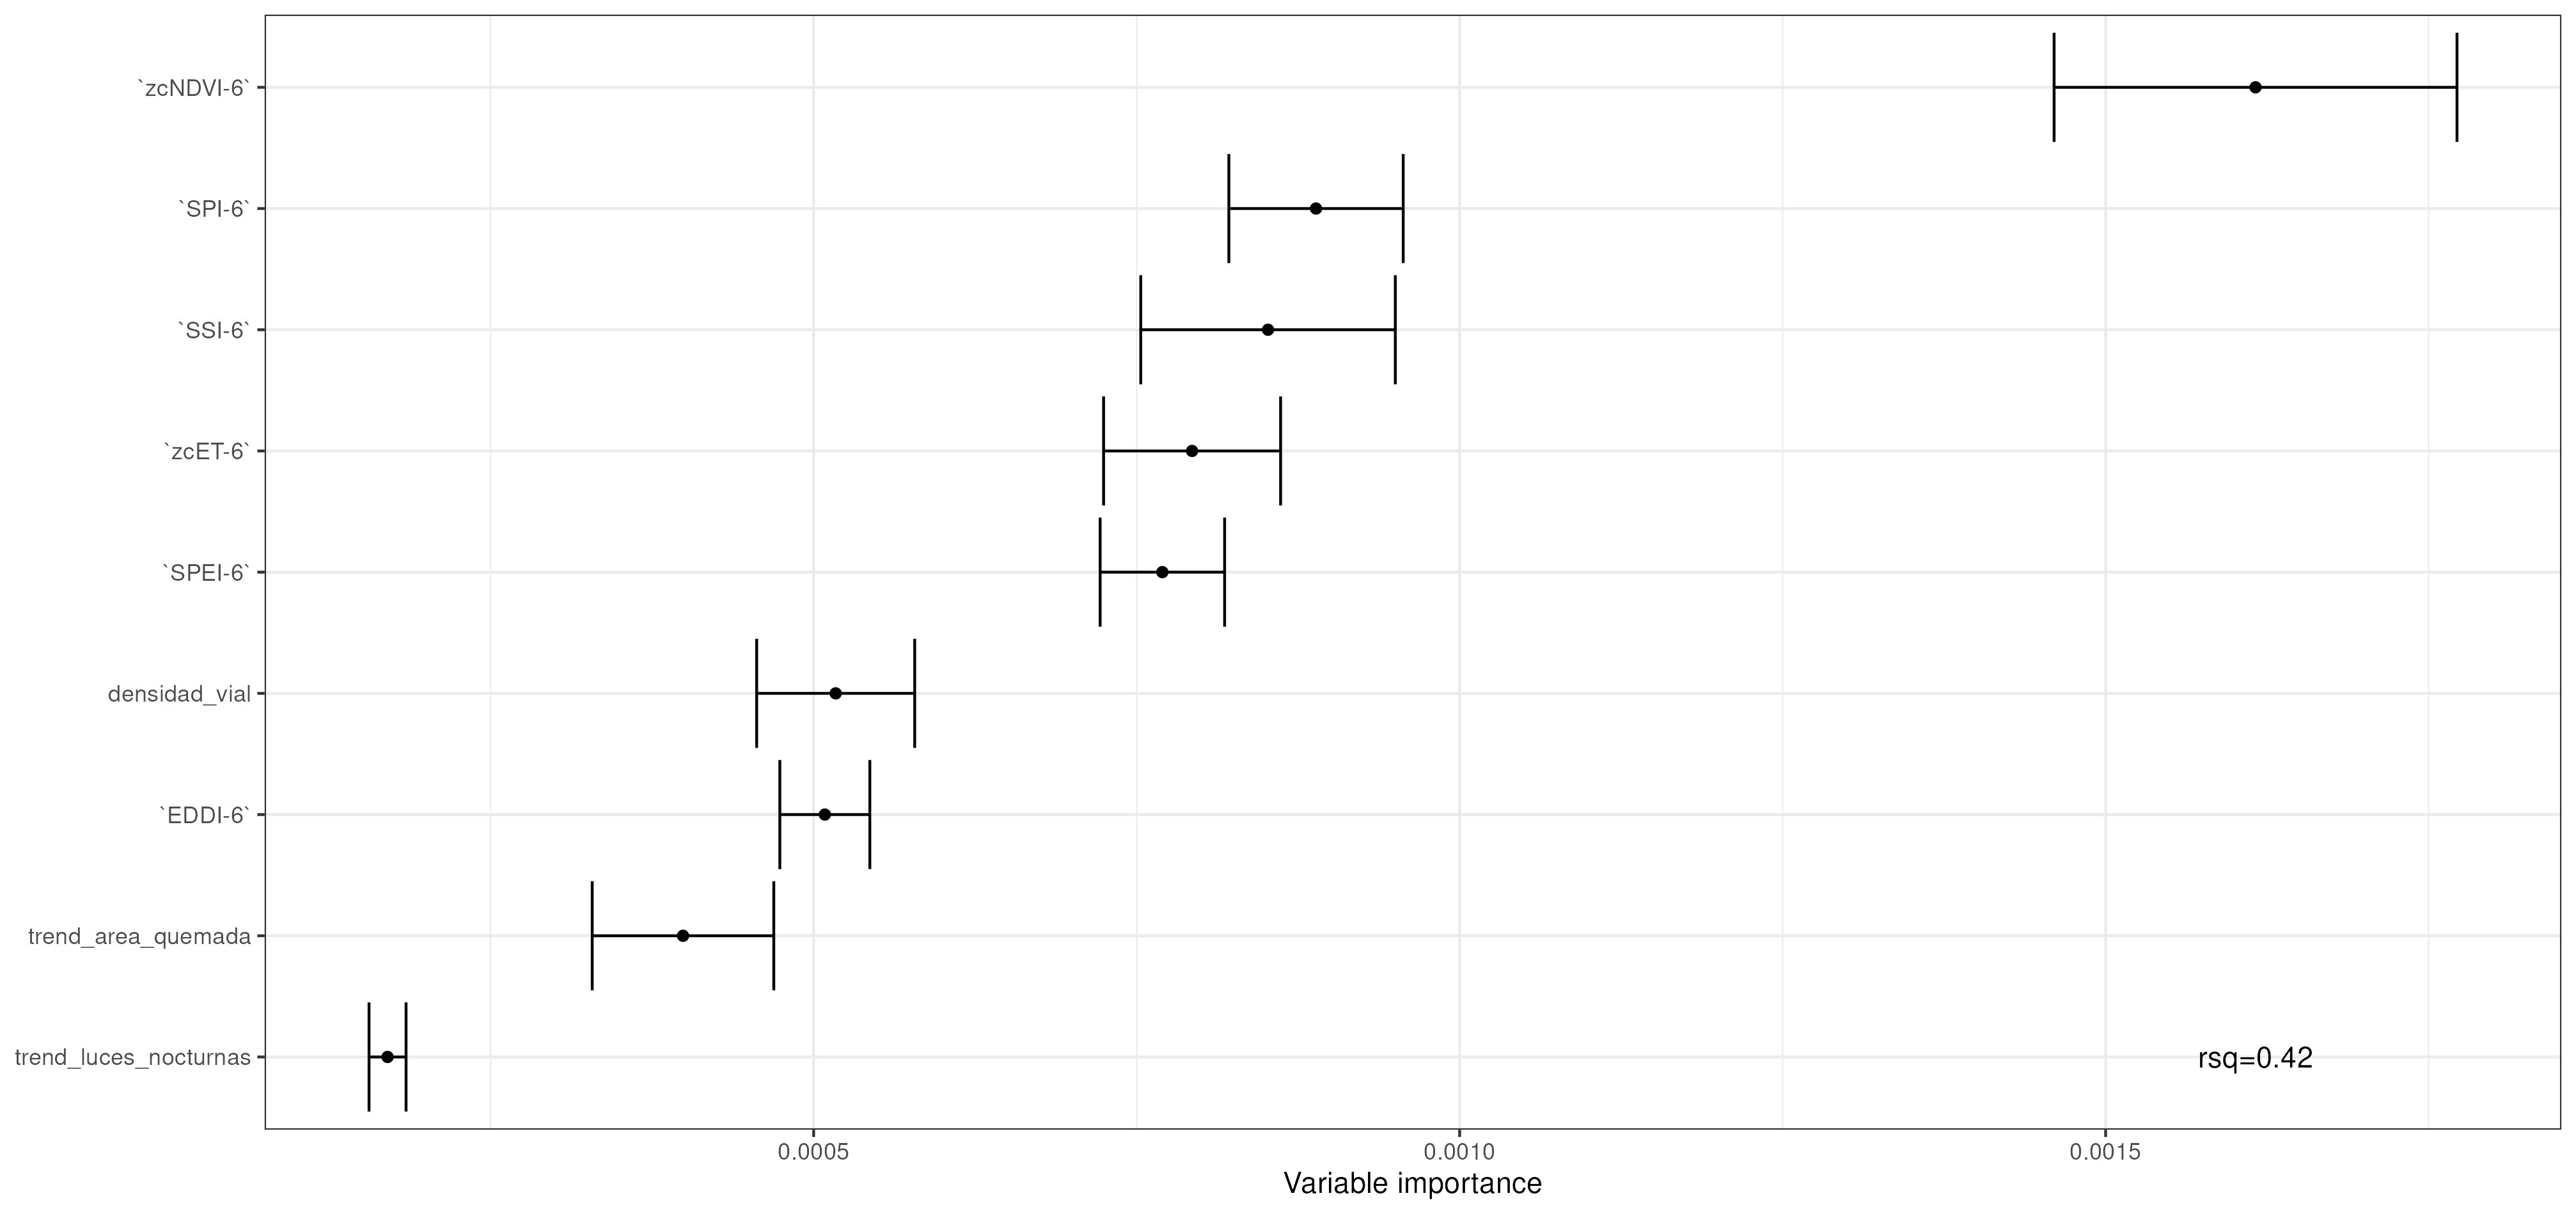 `zcNDVI-6`
`SPI-6`
`SSI-6`
`zcET-6`
`SPEI-6`
densidad_vial
`EDDI-6`
trend_area_quemada
trend_luces_nocturnas
rsq=0.42
0.0005 0.0010 0.0015
Variable importance